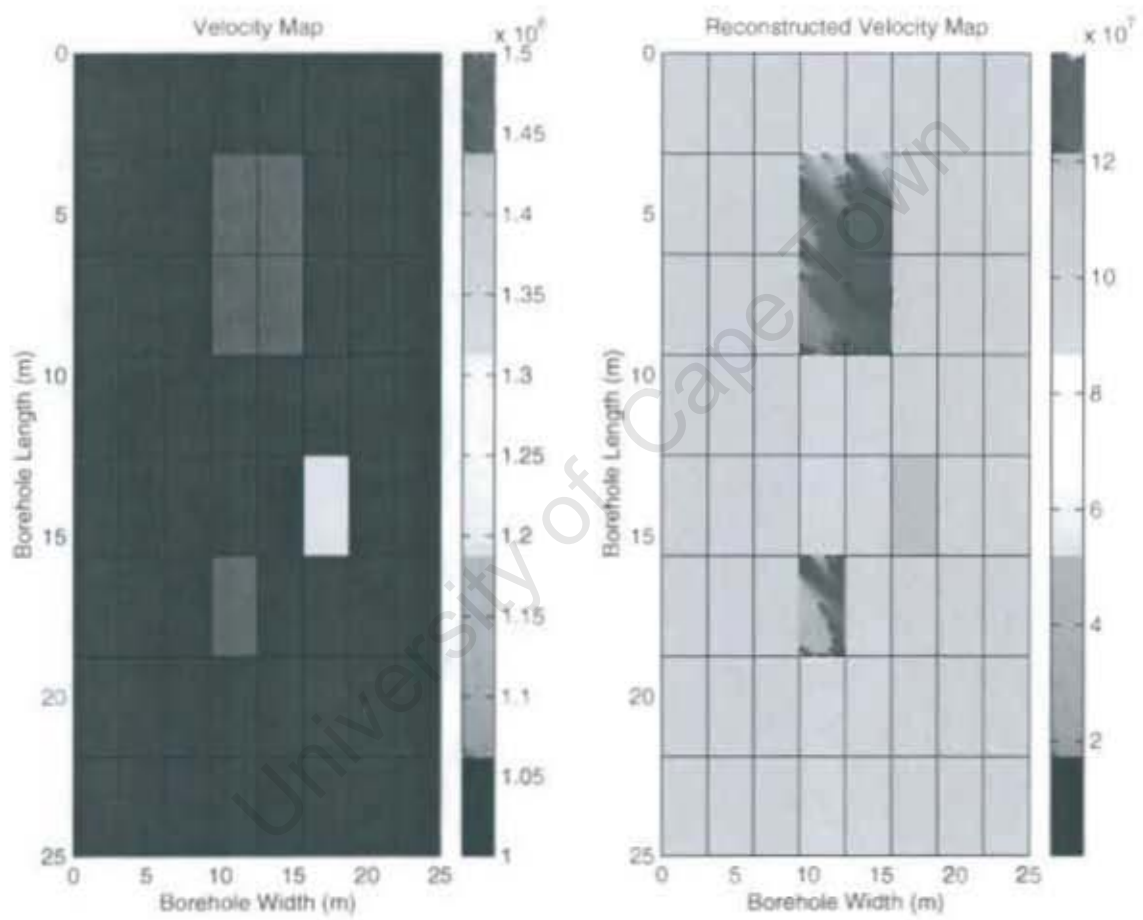 Velocity Map
x 10⁸
0
5
10
15
20
25
Borehole Length (m)
0 5 10 15 20 25
Borehole Width (m)
1.5
1.45
1.4
1.35
1.3
1.25
1.2
1.15
1.1
1.05
1
Reconstructed Velocity Map
x 10⁷
0
5
10
15
20
25
Borehole Length (m)
0 5 10 15 20 25
Borehole Width (m)
12
10
8
6
4
2
University of Cape Town